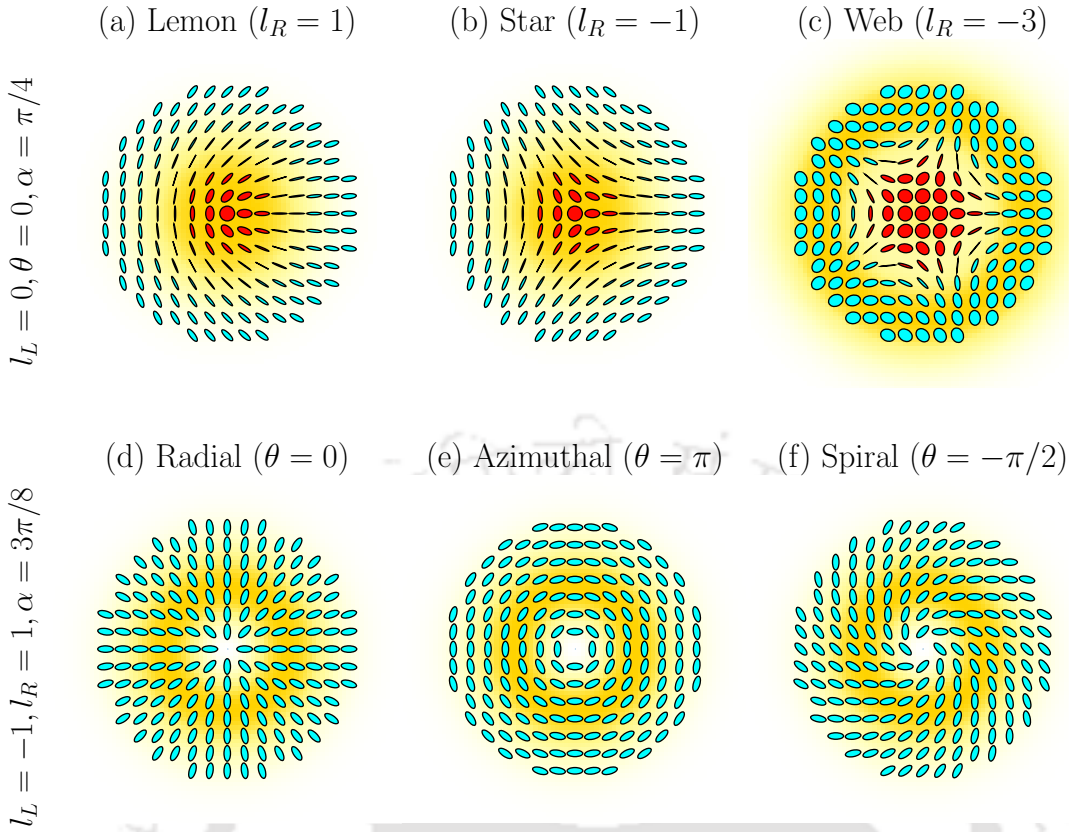 (a) Lemon (l_R = 1)
(b) Star (l_R = −1)
(c) Web (l_R = −3)
l_L = 0, θ = 0, α = π/4
(d) Radial (θ = 0)
(e) Azimuthal (θ = π)
(f) Spiral (θ = −π/2)
l_L = −1, l_R = 1, α = 3π/8